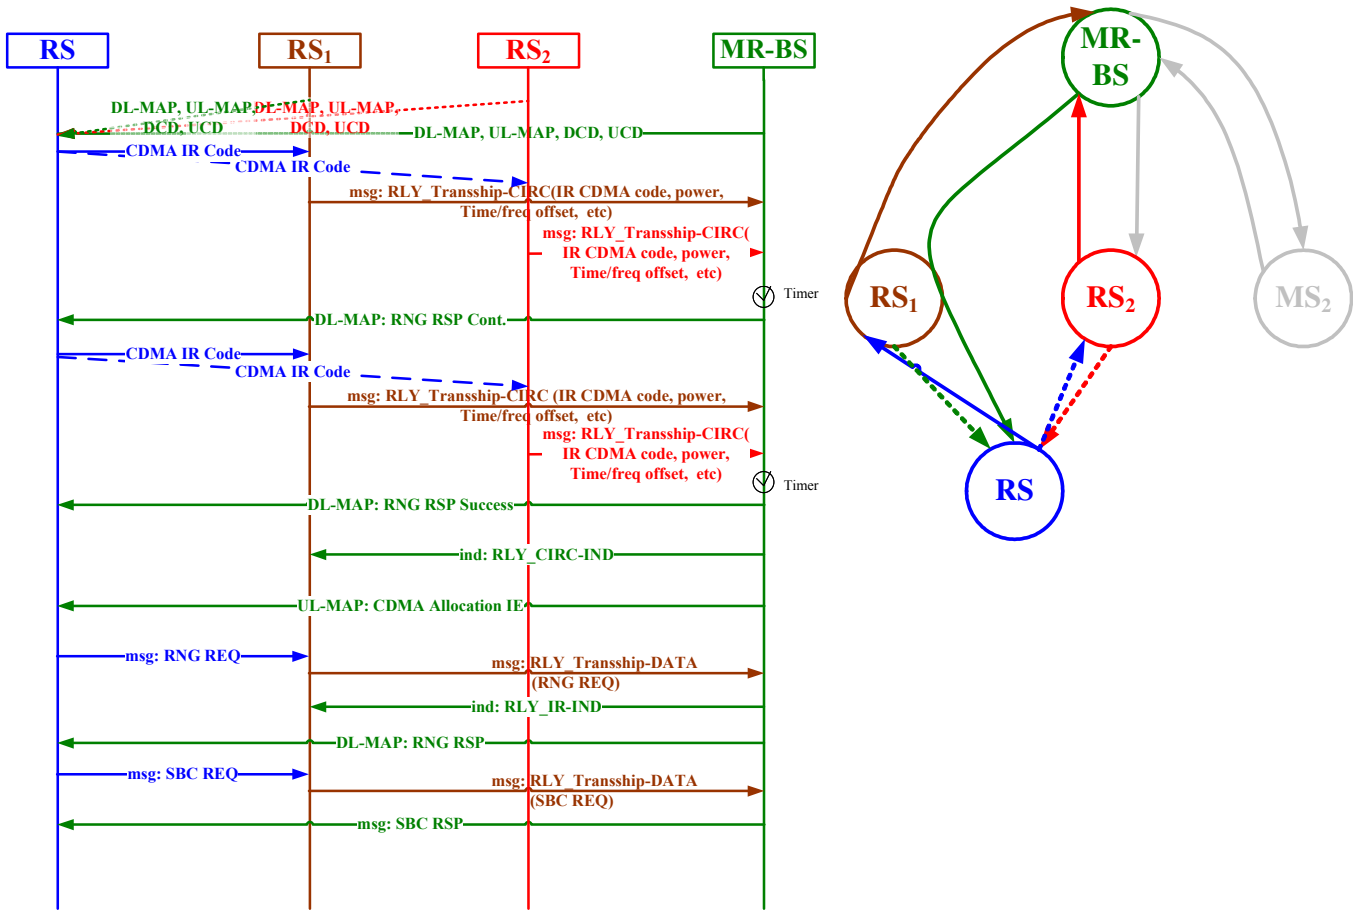 RS
RS1
RS2
MR-BS
DL-MAP, UL-MAP,
DCD, UCD
DL-MAP, UL-MAP,
DCD, UCD
DL-MAP, UL-MAP, DCD, UCD
CDMA IR Code
CDMA IR Code
msg: RLY_Transship-CIRC(IR CDMA code, power,
Time/freq offset, etc)
msg: RLY_Transship-CIRC(
IR CDMA code, power,
Time/freq offset, etc)
Timer
DL-MAP: RNG RSP Cont.
CDMA IR Code
CDMA IR Code
msg: RLY_Transship-CIRC (IR CDMA code, power,
Time/freq offset, etc)
msg: RLY_Transship-CIRC(
IR CDMA code, power,
Time/freq offset, etc)
Timer
DL-MAP: RNG RSP Success
ind: RLY_CIRC-IND
UL-MAP: CDMA Allocation IE
msg: RNG REQ
msg: RLY_Transship-DATA
(RNG REQ)
ind: RLY_IR-IND
DL-MAP: RNG RSP
msg: SBC REQ
msg: RLY_Transship-DATA
(SBC REQ)
msg: SBC RSP
MR-
BS
RS1
RS2
MS2
RS